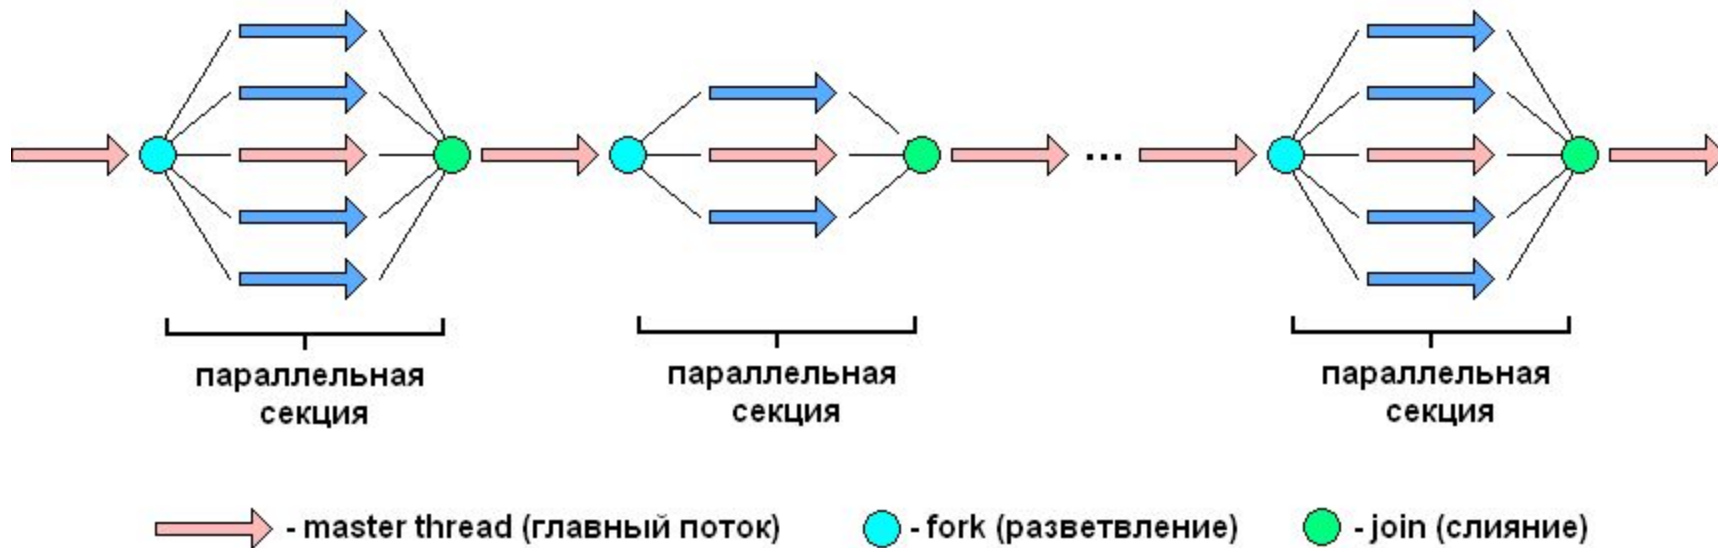 ...
параллельная
секция
параллельная
секция
параллельная
секция
- master thread (главный поток)
- fork (разветвление)
- join (слияние)